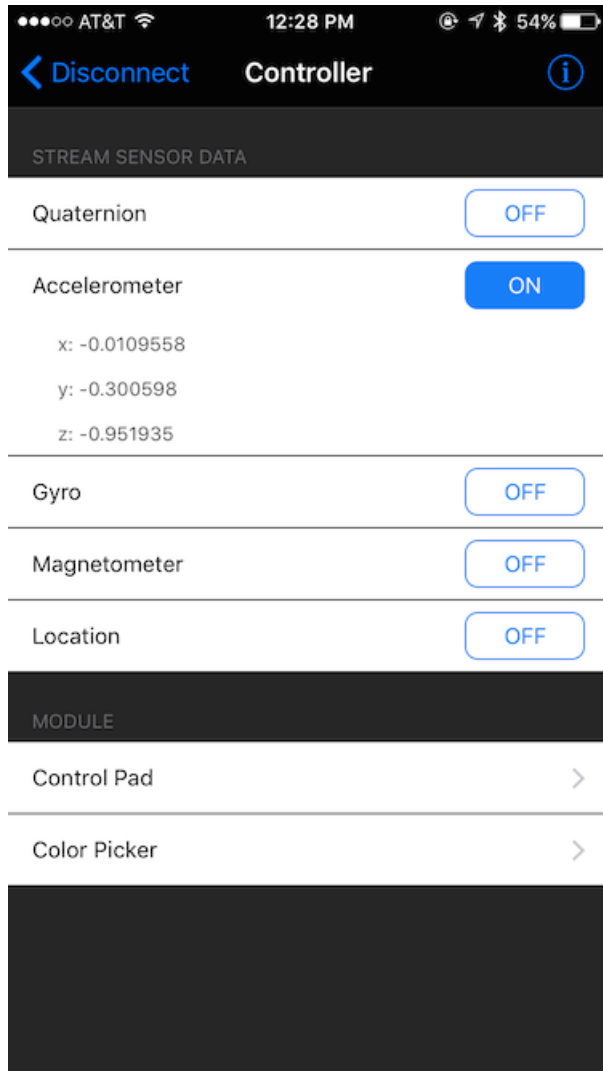 AT&T 12:28 PM 54%
Disconnect Controller i
STREAM SENSOR DATA
Quaternion OFF
Accelerometer ON
x: -0.0109558
y: -0.300598
z: -0.951935
Gyro OFF
Magnetometer OFF
Location OFF
MODULE
Control Pad
Color Picker